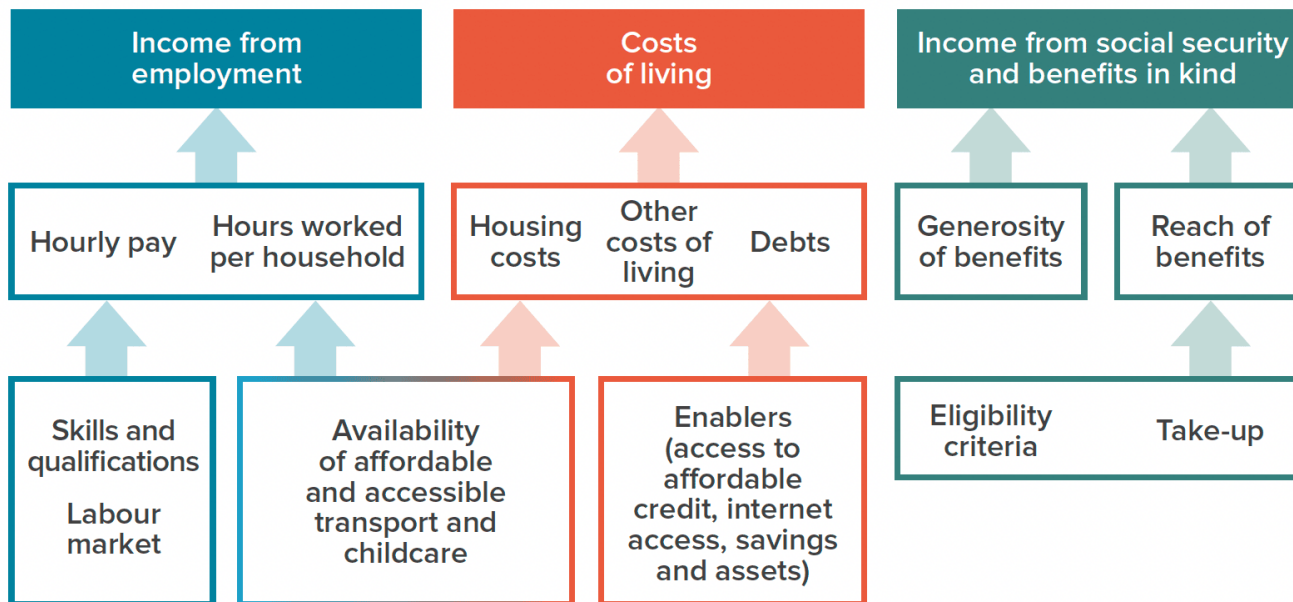 Income from
employment
Costs
of living
Income from social security
and benefits in kind
Hourly pay
Hours worked
per household
Housing
costs
Other
costs of
living
Debts
Generosity
of benefits
Reach of
benefits
Skills and
qualifications
Labour
market
Availability
of affordable
and accessible
transport and
childcare
Enablers
(access to
affordable
credit, internet
access, savings
and assets)
Eligibility
criteria
Take-up